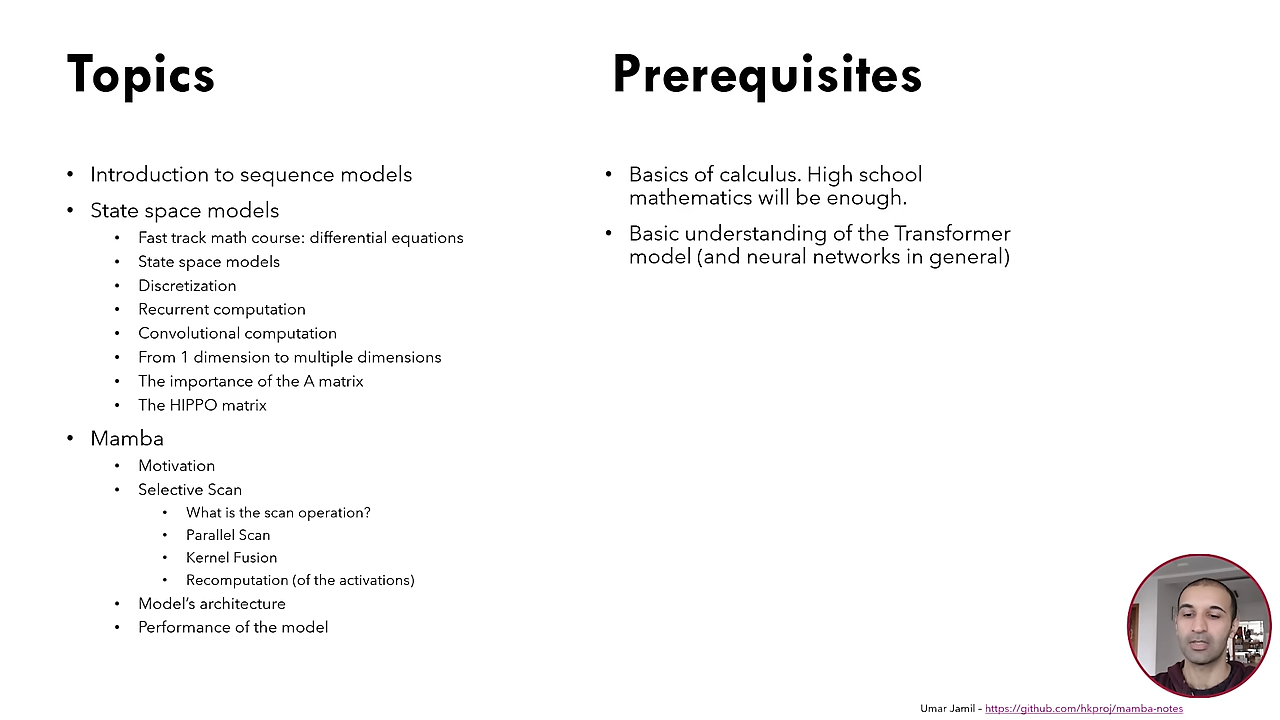 Topics
Introduction to sequence models
State space models
Fast track math course: differential equations
State space models
Discretization
Recurrent computation
Convolutional computation
From 1 dimension to multiple dimensions
The importance of the A matrix
The HIPPO matrix
Mamba
Motivation
Selective Scan
What is the scan operation?
Parallel Scan
Kernel Fusion
Recomputation (of the activations)
Model's architecture
Performance of the model
Prerequisites
Basics of calculus. High school
mathematics will be enough.
Basic understanding of the Transformer
model (and neural networks in general)
Umar Jamil – https://github.com/hkproj/mamba-notes